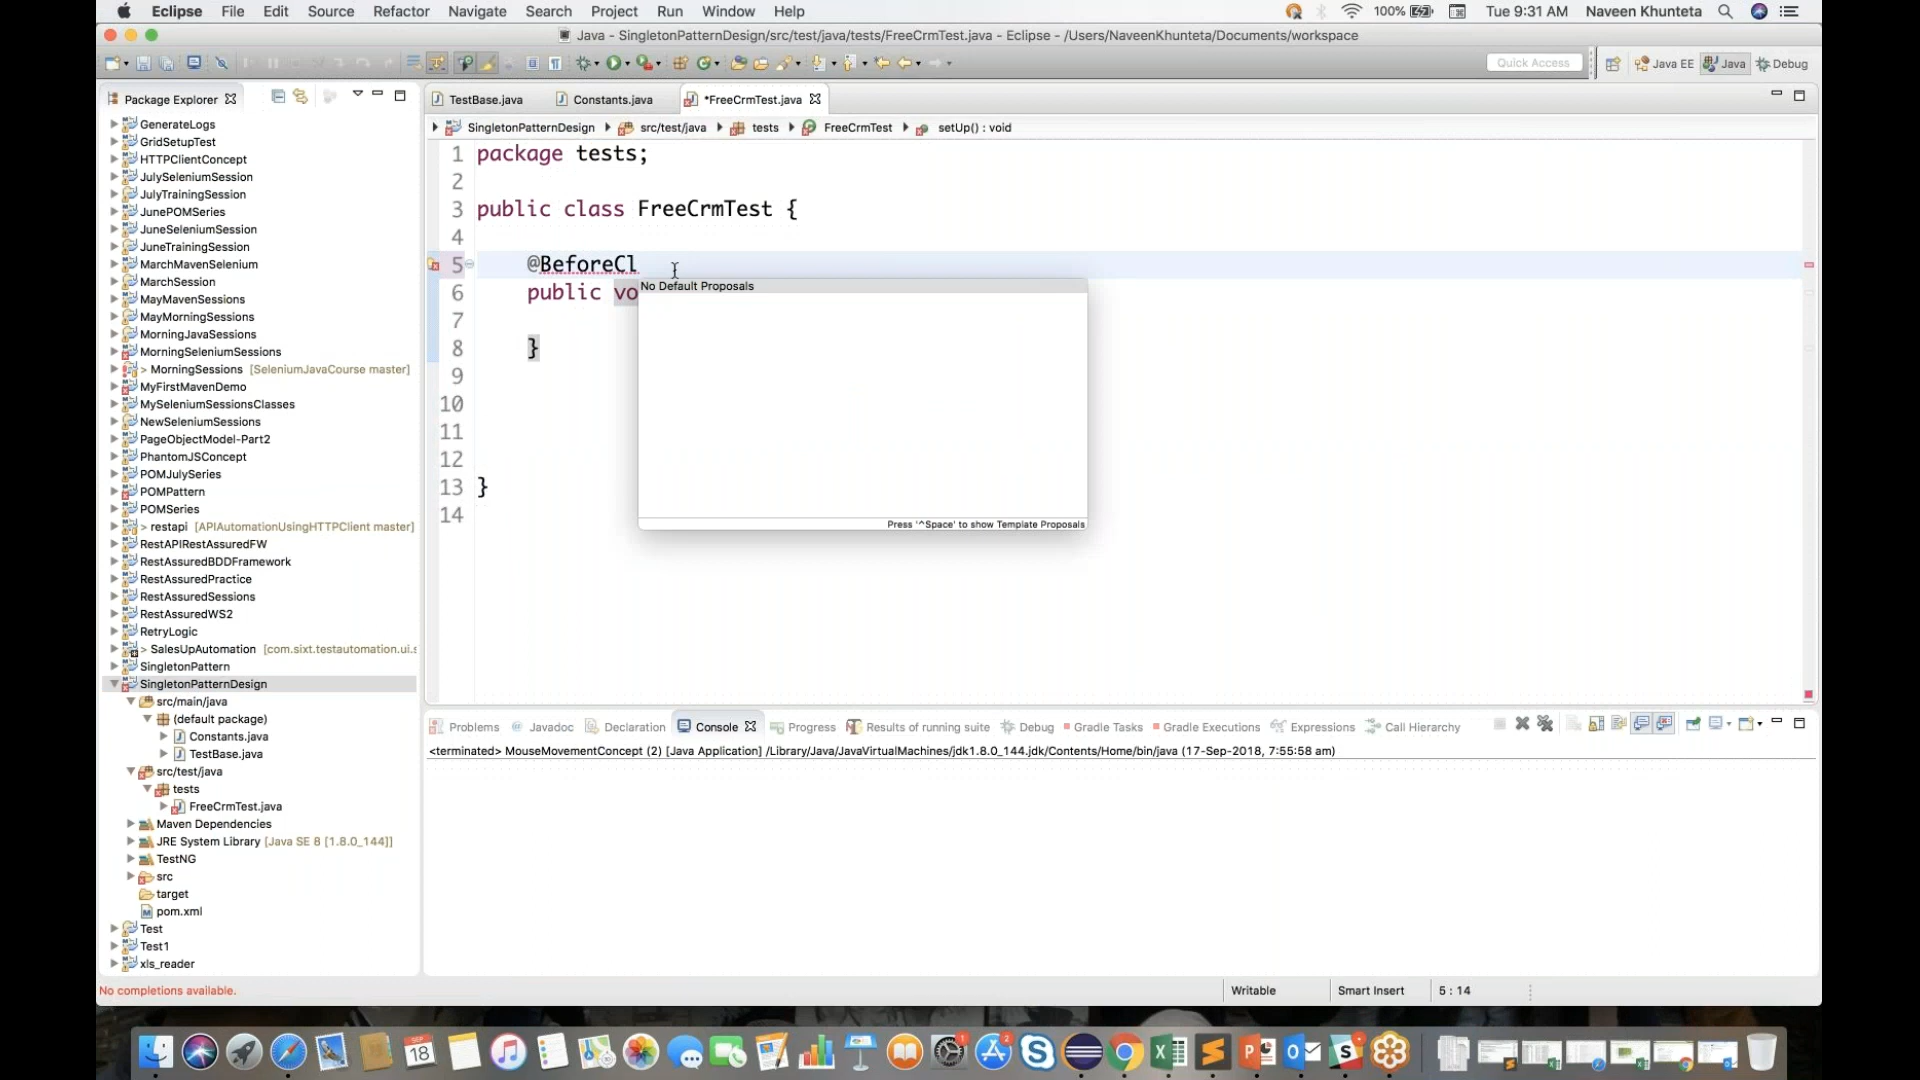 Eclipse File Edit Source Refactor Navigate Search Project Run Window Help 100% Tue 9:31 AM Naveen Khunteta
Java - SingletonPatternDesign/src/test/java/tests/FreeCrmTest.java - Eclipse - /Users/NaveenKhunteta/Documents/workspace
Quick Access Java EE Java Debug
Package Explorer
GenerateLogs
GridSetupTest
HTTPClientConcept
JulySeleniumSession
JulyTrainingSession
JunePOMSeries
JuneSeleniumSession
JuneTrainingSession
MarchMavenSelenium
MarchSession
MayMavenSessions
MayMorningSessions
MorningJavaSessions
MorningSeleniumSessions
> MorningSessions [SeleniumJavaCourse master]
MyFirstMavenDemo
MySeleniumSessionsClasses
NewSeleniumSessions
PageObjectModel-Part2
PhantomJSConcept
POMJulySeries
POMPattern
POMSeries
> restapi [APIAutomationUsingHTTPClient master]
RestAPIRestAssuredFW
RestAssuredBDDFramework
RestAssuredPractice
RestAssuredSessions
RestAssuredWS2
RetryLogic
> SalesUpAutomation [com.sixt.testautomation.ui.s
SingletonPattern
SingletonPatternDesign
src/main/java
(default package)
Constants.java
TestBase.java
src/test/java
tests
FreeCrmTest.java
Maven Dependencies
JRE System Library [Java SE 8 [1.8.0_144]]
TestNG
src
target
pom.xml
Test
Test1
xls_reader
TestBase.java Constants.java *FreeCrmTest.java
SingletonPatternDesign src/test/java tests FreeCrmTest setUp() : void
1 package tests;
2
3 public class FreeCrmTest {
4
5 @BeforeCl
6 public vo
7
8 }
9
10
11
12
13 }
14
No Default Proposals
Press '^Space' to show Template Proposals
Problems Javadoc Declaration Console Progress Results of running suite Debug Gradle Tasks Gradle Executions Expressions Call Hierarchy
<terminated> MouseMovementConcept (2) [Java Application] /Library/Java/JavaVirtualMachines/jdk1.8.0_144.jdk/Contents/Home/bin/java (17-Sep-2018, 7:55:58 am)
No completions available. Writable Smart Insert 5 : 14
18